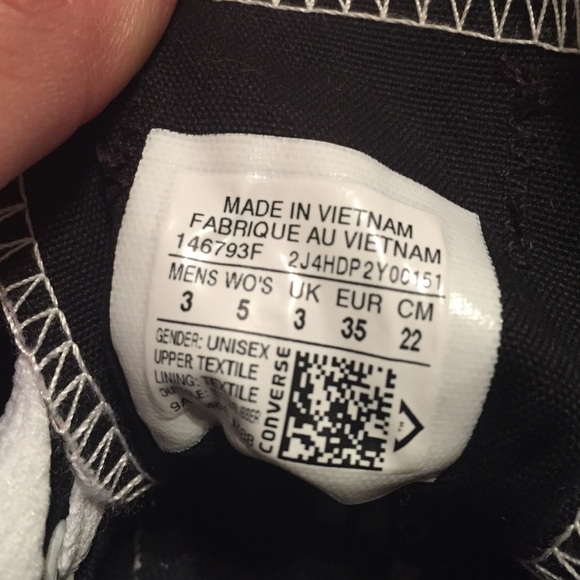 MADE IN VIETNAM
FABRIQUE AU VIETNAM
146793F 2J4HDP2Y00151
MENS WO'S UK EUR CM
3 5 3 35 22
GENDER: UNISEX
UPPER TEXTILE
LINING: TEXTILE
CONVERSE